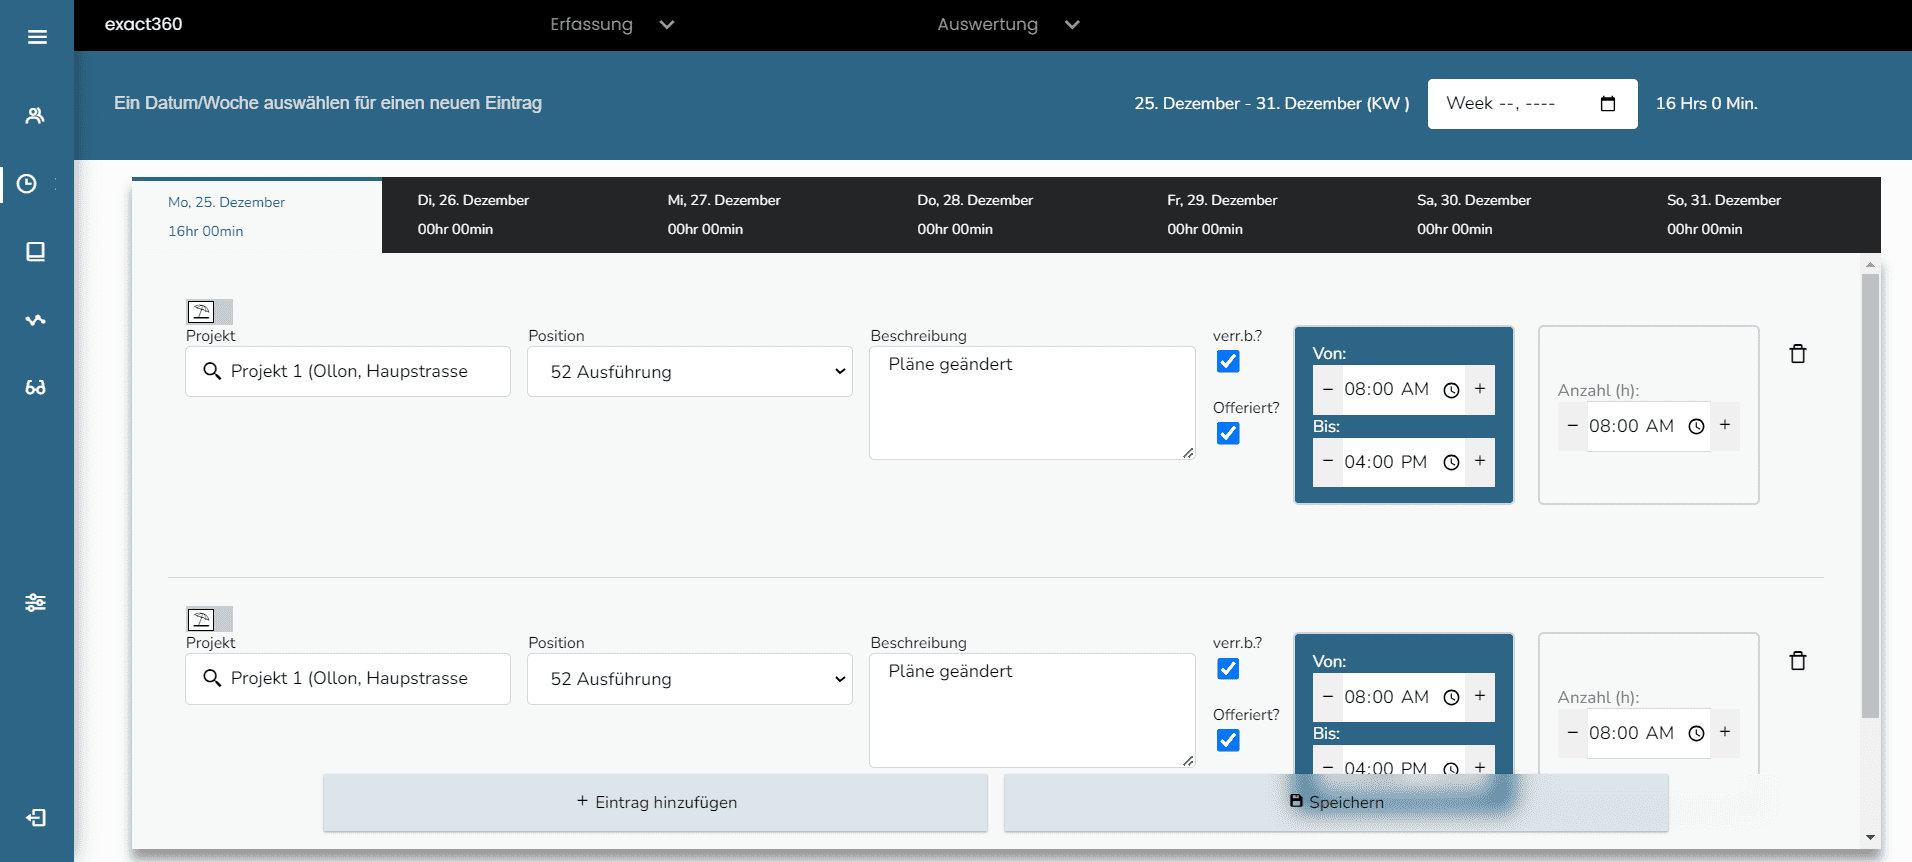 exact360
Erfassung
Auswertung
Ein Datum/Woche auswählen für einen neuen Eintrag
25. Dezember - 31. Dezember (KW )
Week --, ----
16 Hrs 0 Min.
Mo, 25. Dezember
16hr 00min
Di, 26. Dezember
00hr 00min
Mi, 27. Dezember
00hr 00min
Do, 28. Dezember
00hr 00min
Fr, 29. Dezember
00hr 00min
Sa, 30. Dezember
00hr 00min
So, 31. Dezember
00hr 00min
Projekt
Projekt 1 (Ollon, Haupstrasse
Position
52 Ausführung
Beschreibung
Pläne geändert
verr.b.?
Offeriert?
Von:
− 08:00 AM +
Bis:
− 04:00 PM +
Anzahl (h):
− 08:00 AM +
Projekt
Projekt 1 (Ollon, Haupstrasse
Position
52 Ausführung
Beschreibung
Pläne geändert
verr.b.?
Offeriert?
Von:
− 08:00 AM +
Bis:
− 04:00 PM +
Anzahl (h):
− 08:00 AM +
+ Eintrag hinzufügen
Speichern